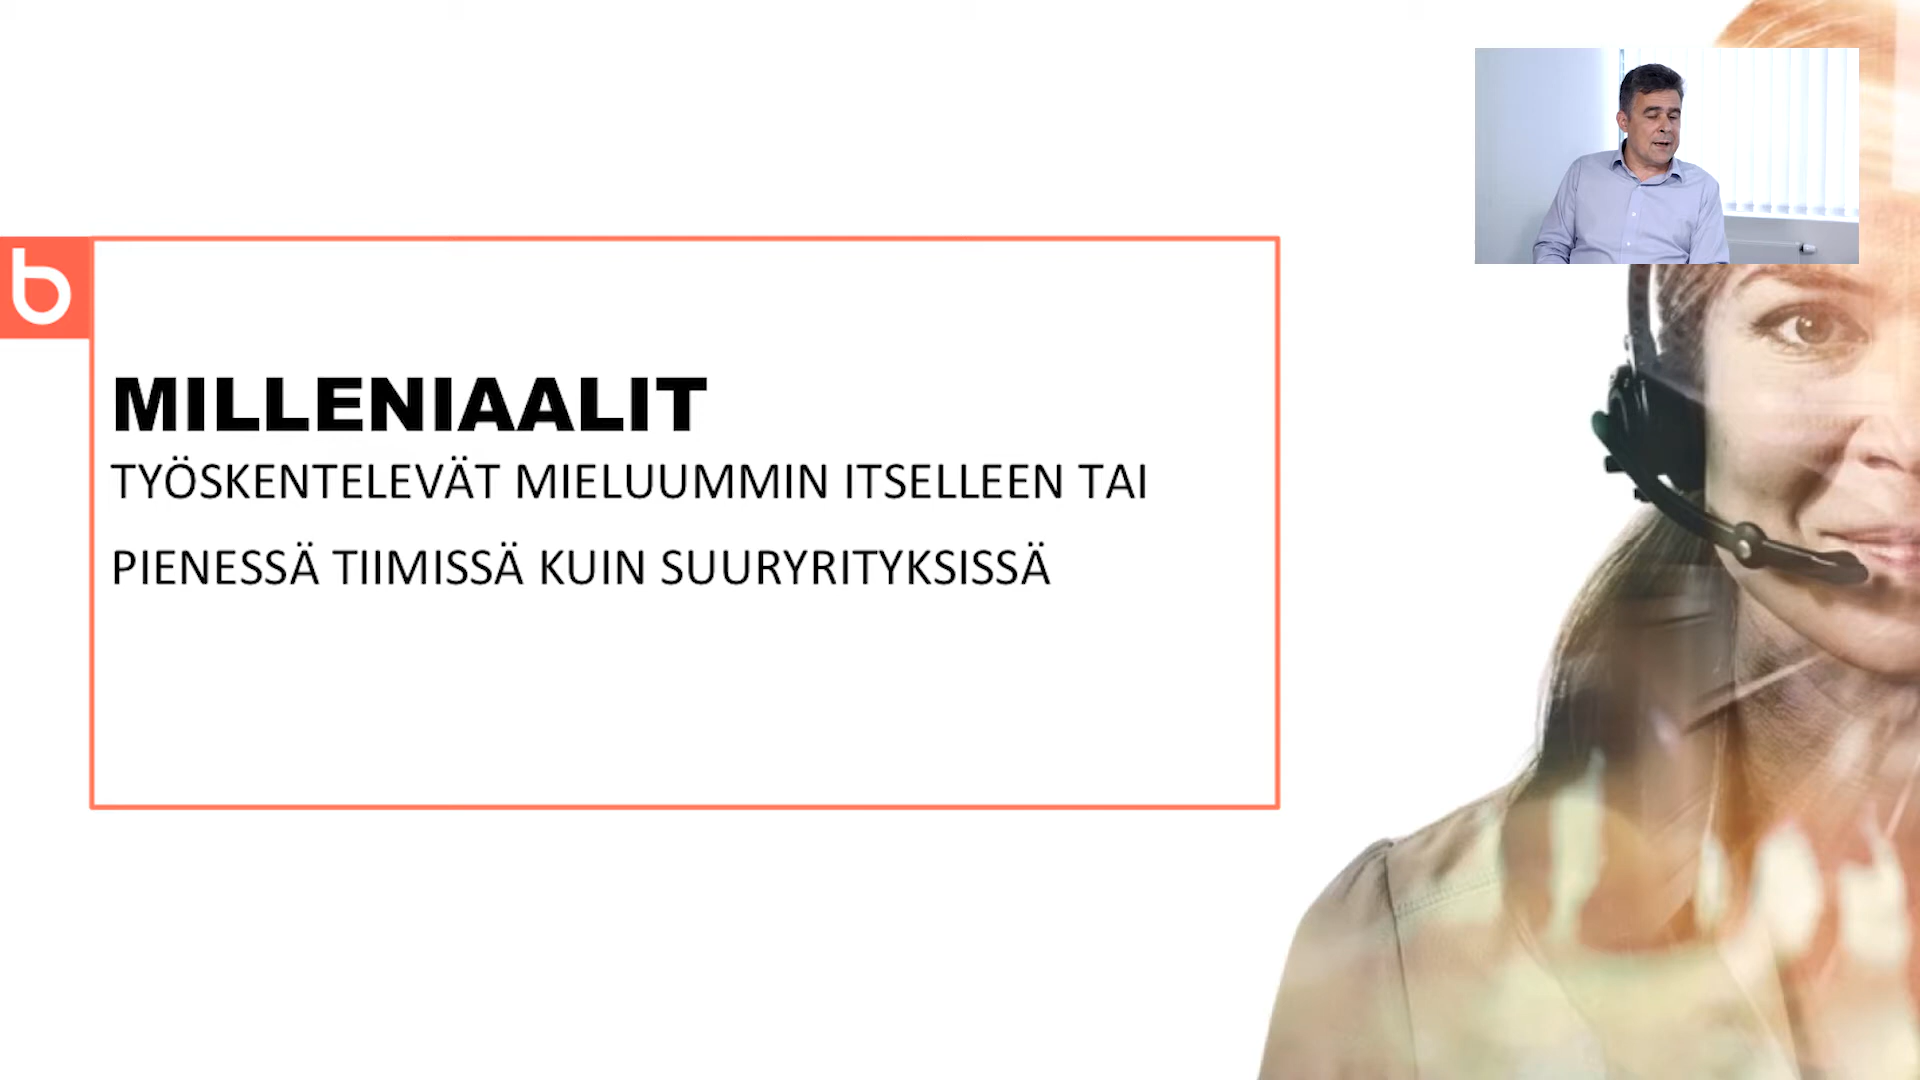 b
MILLENIAALIT
TYÖSKENTELEVÄT MIELUUMMIN ITSELLEEN TAI
PIENESSÄ TIIMISSÄ KUIN SUURYRITYKSISSÄ